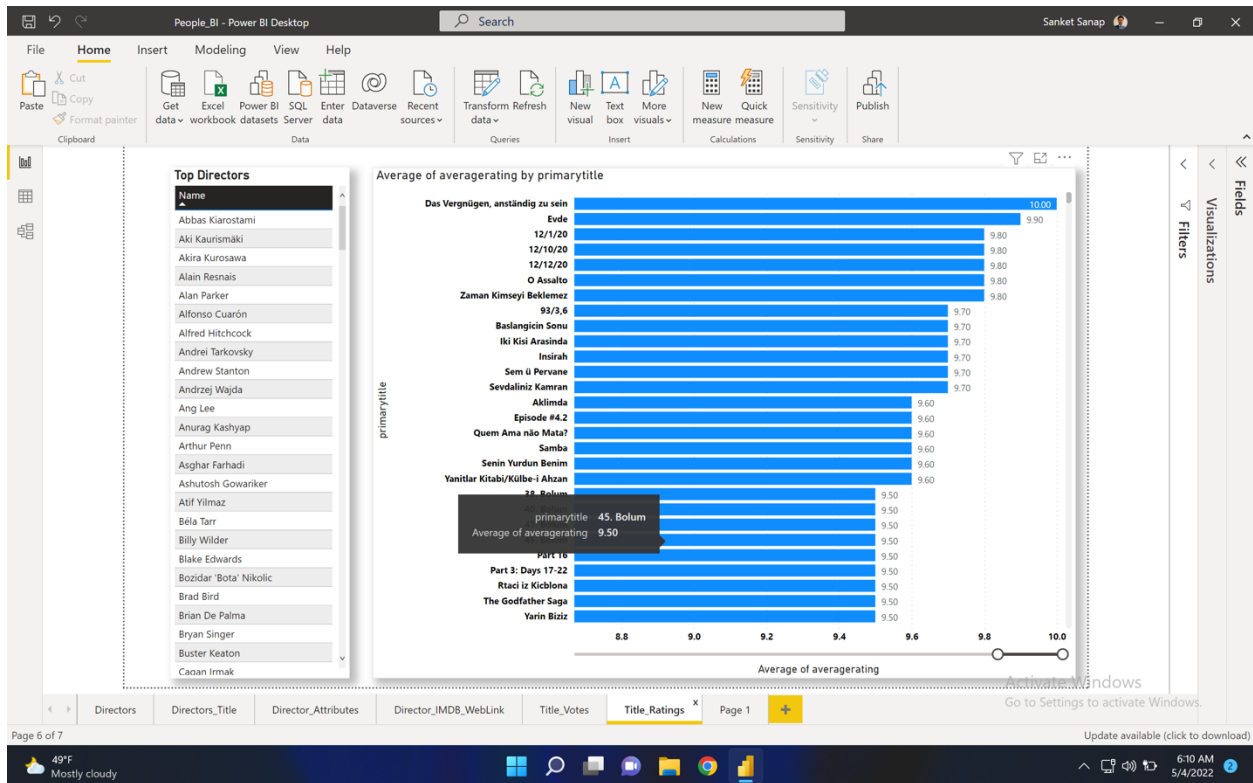 People_BI - Power BI Desktop
Search
Sanket Sanap
File Home Insert Modeling View Help
Paste
Cut
Copy
Format painter
Clipboard
Get data
Excel workbook
Power BI datasets
SQL Server
Enter data
Dataverse
Recent sources
Data
Transform data
Refresh
Queries
New visual
Text box
More visuals
Insert
New measure
Quick measure
Calculations
Sensitivity
Sensitivity
Publish
Share
Top Directors
Name
Abbas Kiarostami
Aki Kaurismäki
Akira Kurosawa
Alain Resnais
Alan Parker
Alfonso Cuarón
Alfred Hitchcock
Andrei Tarkovsky
Andrew Stanton
Andrzej Wajda
Ang Lee
Anurag Kashyap
Arthur Penn
Asghar Farhadi
Ashutosh Gowariker
Atif Yilmaz
Béla Tarr
Billy Wilder
Blake Edwards
Bozidar 'Bota' Nikolic
Brad Bird
Brian De Palma
Bryan Singer
Buster Keaton
Cagan Irmak
Average of averagerating by primarytitle
primarytitle
Das Vergnügen, anständig zu sein 10.00
Evde 9.90
12/1/20 9.80
12/10/20 9.80
12/12/20 9.80
O Assalto 9.80
Zaman Kimseyi Beklemez 9.80
93/3,6 9.70
Baslangicin Sonu 9.70
Iki Kisi Arasinda 9.70
Insirah 9.70
Sem ü Pervane 9.70
Sevdaliniz Kamran 9.70
Aklimda 9.60
Episode #4.2 9.60
Quem Ama não Mata? 9.60
Samba 9.60
Senin Yurdun Benim 9.60
Yanitlar Kitabi/Külbe-i Ahzan 9.60
38. Bolum 9.50
9.50
9.50
9.50
primarytitle 45. Bolum
Average of averagerating 9.50
Part 16 9.50
Part 3: Days 17-22 9.50
Rtaci iz Kicblona 9.50
The Godfather Saga 9.50
Yarin Biziz 9.50
8.8 9.0 9.2 9.4 9.6 9.8 10.0
Average of averagerating
Filters
Visualizations
Fields
Activate Windows
Go to Settings to activate Windows.
Directors Directors_Title Director_Attributes Director_IMDB_WebLink Title_Votes Title_Ratings x Page 1 +
Page 6 of 7
Update available (click to download)
49°F
Mostly cloudy
6:10 AM
5/4/2022
2